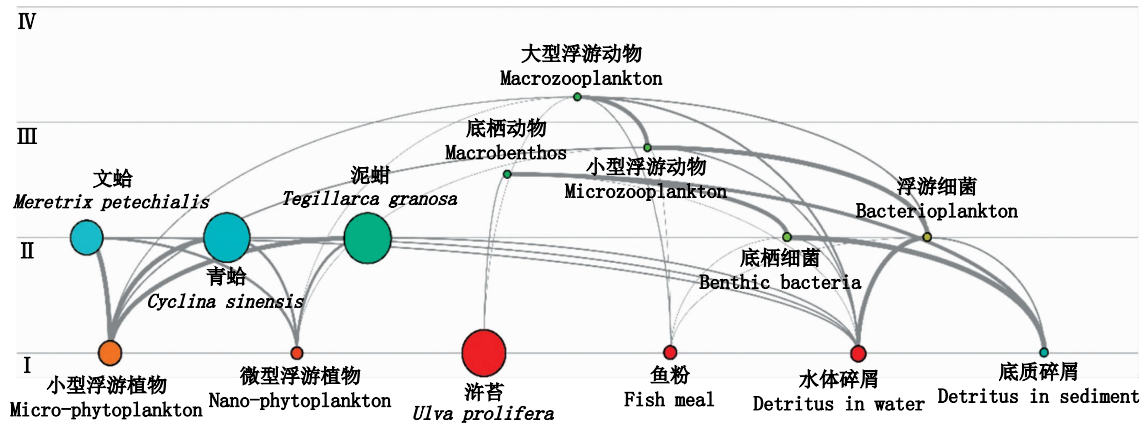 IV
大型浮游动物
Macrozooplankton
III
底栖动物
Macrobenthos
小型浮游动物
Microzooplankton
文蛤
Meretrix petechialis
泥蚶
Tegillarca granosa
浮游细菌
Bacterioplankton
II
青蛤
Cyclina sinensis
底栖细菌
Benthic bacteria
I
小型浮游植物
Micro-phytoplankton
微型浮游植物
Nano-phytoplankton
浒苔
Ulva prolifera
鱼粉
Fish meal
水体碎屑
Detritus in water
底质碎屑
Detritus in sediment